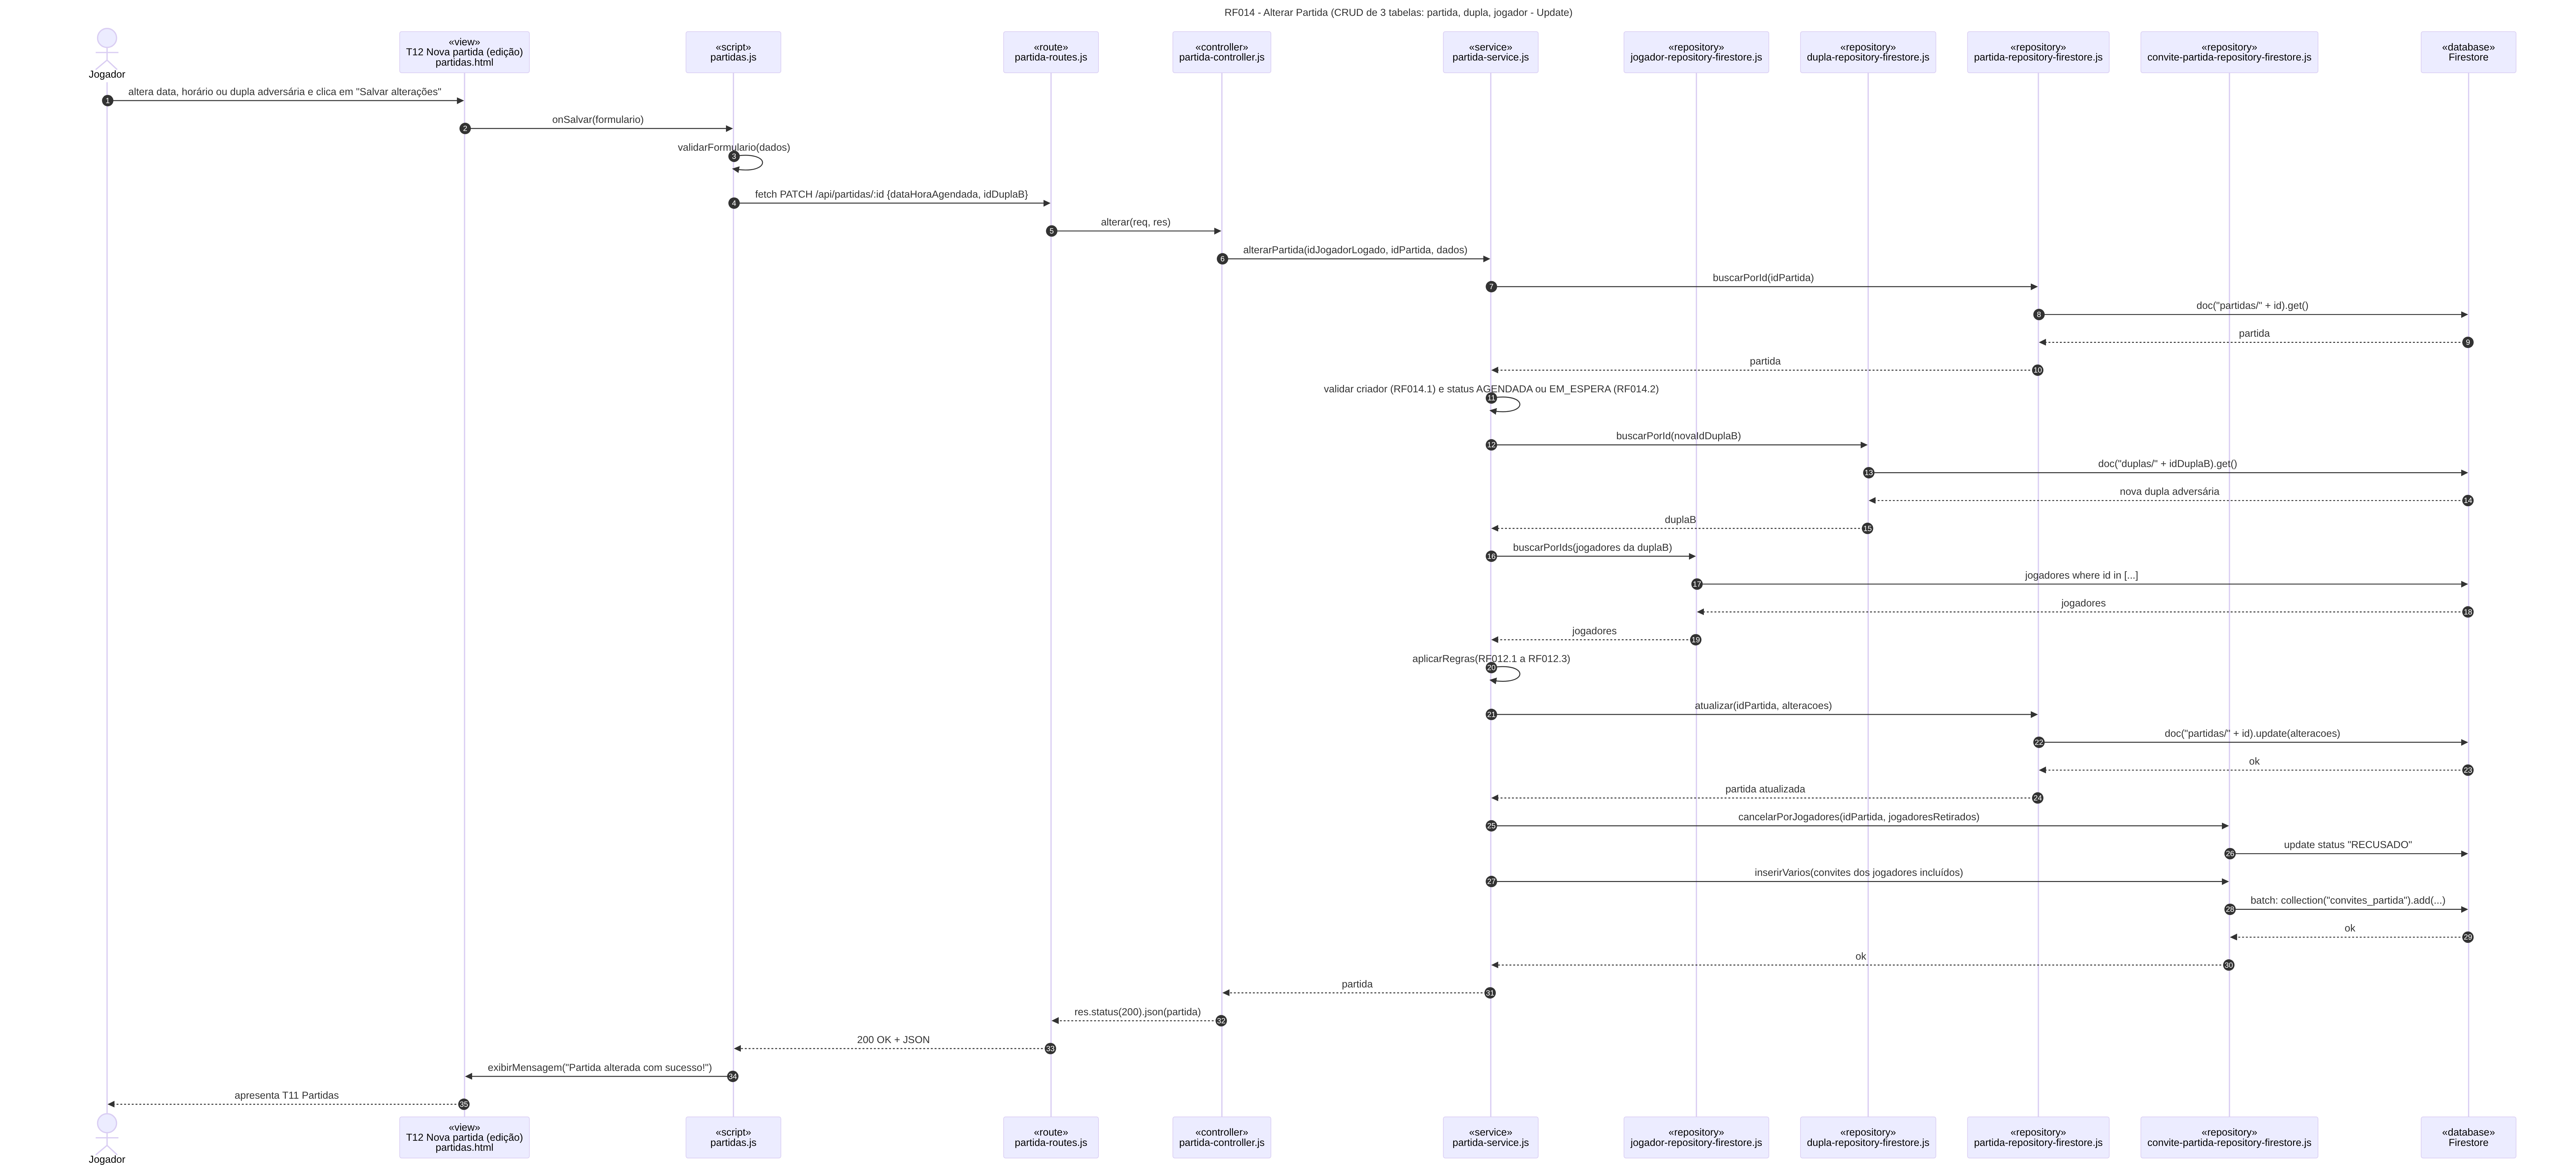 RF014 - Alterar Partida (CRUD de 3 tabelas: partida, dupla, jogador - Update)
Jogador
«view»
T12 Nova partida (edição)
partidas.html
«script»
partidas.js
«route»
partida-routes.js
«controller»
partida-controller.js
«service»
partida-service.js
«repository»
jogador-repository-firestore.js
«repository»
dupla-repository-firestore.js
«repository»
partida-repository-firestore.js
«repository»
convite-partida-repository-firestore.js
«database»
Firestore
1 altera data, horário ou dupla adversária e clica em "Salvar alterações"
2 onSalvar(formulario)
3 validarFormulario(dados)
4 fetch PATCH /api/partidas/:id {dataHoraAgendada, idDuplaB}
5 alterar(req, res)
6 alterarPartida(idJogadorLogado, idPartida, dados)
7 buscarPorId(idPartida)
8 doc("partidas/" + id).get()
9 partida
10 partida
11 validar criador (RF014.1) e status AGENDADA ou EM_ESPERA (RF014.2)
12 buscarPorId(novaIdDuplaB)
13 doc("duplas/" + idDuplaB).get()
14 nova dupla adversária
15 duplaB
16 buscarPorIds(jogadores da duplaB)
17 jogadores where id in [...]
18 jogadores
19 jogadores
20 aplicarRegras(RF012.1 a RF012.3)
21 atualizar(idPartida, alteracoes)
22 doc("partidas/" + id).update(alteracoes)
23 ok
24 partida atualizada
25 cancelarPorJogadores(idPartida, jogadoresRetirados)
26 update status "RECUSADO"
27 inserirVarios(convites dos jogadores incluídos)
28 batch: collection("convites_partida").add(...)
29 ok
30 ok
31 partida
32 res.status(200).json(partida)
33 200 OK + JSON
34 exibirMensagem("Partida alterada com sucesso!")
35 apresenta T11 Partidas
Jogador
«view»
T12 Nova partida (edição)
partidas.html
«script»
partidas.js
«route»
partida-routes.js
«controller»
partida-controller.js
«service»
partida-service.js
«repository»
jogador-repository-firestore.js
«repository»
dupla-repository-firestore.js
«repository»
partida-repository-firestore.js
«repository»
convite-partida-repository-firestore.js
«database»
Firestore